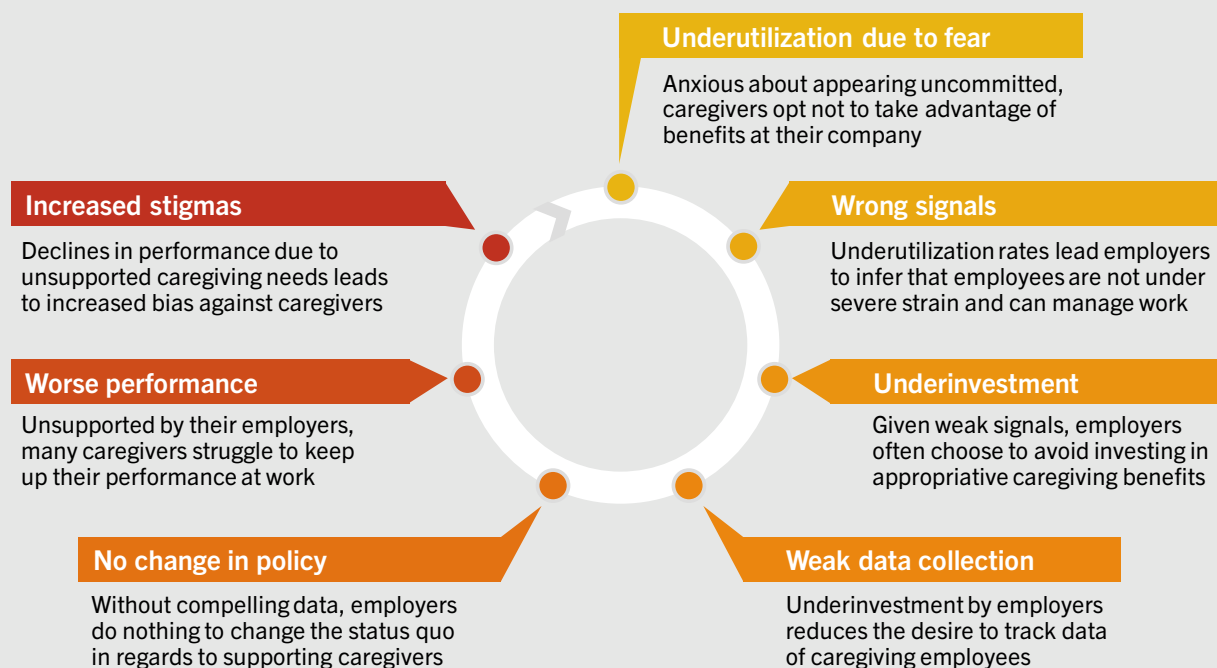 Underutilization due to fear
Anxious about appearing uncommitted,
caregivers opt not to take advantage of
benefits at their company
Wrong signals
Underutilization rates lead employers
to infer that employees are not under
severe strain and can manage work
Underinvestment
Given weak signals, employers
often choose to avoid investing in
appropriative caregiving benefits
Weak data collection
Underinvestment by employers
reduces the desire to track data
of caregiving employees
No change in policy
Without compelling data, employers
do nothing to change the status quo
in regards to supporting caregivers
Worse performance
Unsupported by their employers,
many caregivers struggle to keep
up their performance at work
Increased stigmas
Declines in performance due to
unsupported caregiving needs leads
to increased bias against caregivers